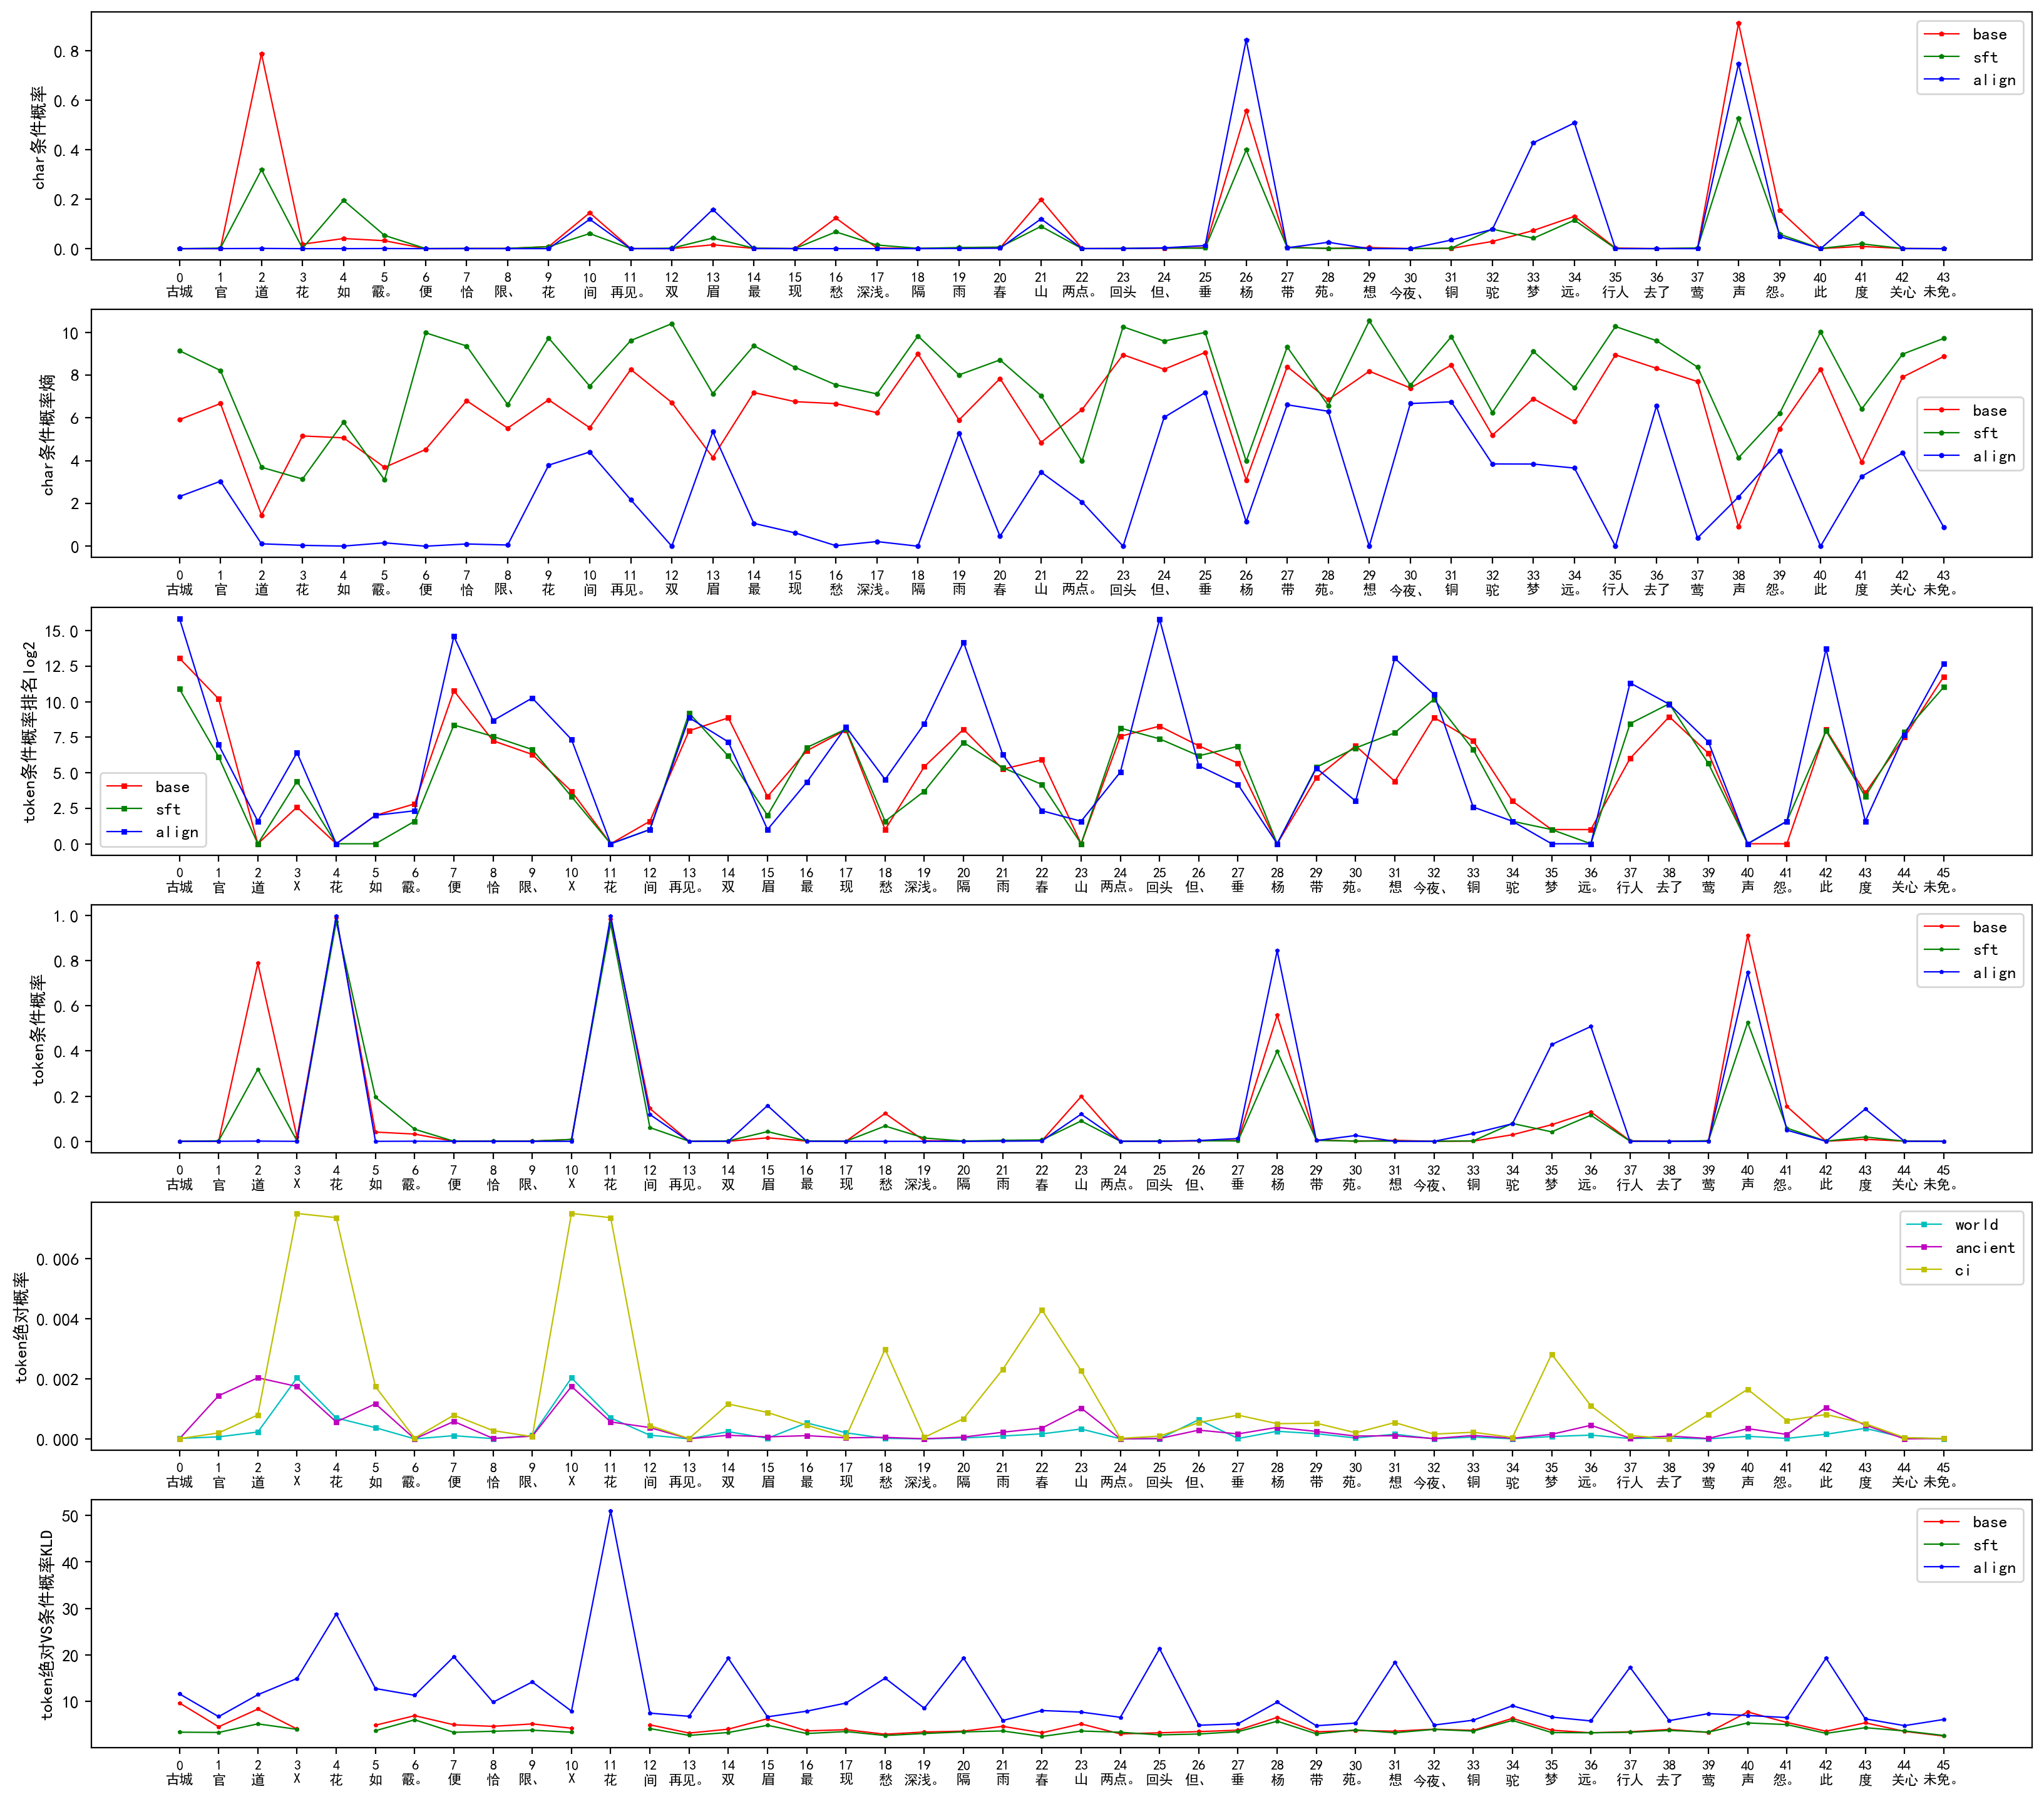 char条件概率
0.8
0.6
0.4
0.2
0.0
base
sft
align
0 1 2 3 4 5 6 7 8 9 10 11 12 13 14 15 16 17 18 19 20 21 22 23 24 25 26 27 28 29 30 31 32 33 34 35 36 37 38 39 40 41 42 43
古城 官 道 花 如 霰。 便 恰 限、 花 间 再见。 双 眉 最 现 愁 深浅。 隔 雨 春 山 两点。 回头 但、 垂 杨 带 苑。 想 今夜、 铜 驼 梦 远。 行人 去了 莺 声 怨。 此 度 关心 未免。
char条件概率熵
10
8
6
4
2
0
base
sft
align
0 1 2 3 4 5 6 7 8 9 10 11 12 13 14 15 16 17 18 19 20 21 22 23 24 25 26 27 28 29 30 31 32 33 34 35 36 37 38 39 40 41 42 43
古城 官 道 花 如 霰。 便 恰 限、 花 间 再见。 双 眉 最 现 愁 深浅。 隔 雨 春 山 两点。 回头 但、 垂 杨 带 苑。 想 今夜、 铜 驼 梦 远。 行人 去了 莺 声 怨。 此 度 关心 未免。
token条件概率排名log2
15.0
12.5
10.0
7.5
5.0
2.5
0.0
base
sft
align
0 1 2 3 4 5 6 7 8 9 10 11 12 13 14 15 16 17 18 19 20 21 22 23 24 25 26 27 28 29 30 31 32 33 34 35 36 37 38 39 40 41 42 43 44 45
古城 官 道 X 花 如 霰。 便 恰 限、 X 花 间 再见。 双 眉 最 现 愁 深浅。 隔 雨 春 山 两点。 回头 但、 垂 杨 带 苑。 想 今夜、 铜 驼 梦 远。 行人 去了 莺 声 怨。 此 度 关心 未免。
token条件概率
1.0
0.8
0.6
0.4
0.2
0.0
base
sft
align
0 1 2 3 4 5 6 7 8 9 10 11 12 13 14 15 16 17 18 19 20 21 22 23 24 25 26 27 28 29 30 31 32 33 34 35 36 37 38 39 40 41 42 43 44 45
古城 官 道 X 花 如 霰。 便 恰 限、 X 花 间 再见。 双 眉 最 现 愁 深浅。 隔 雨 春 山 两点。 回头 但、 垂 杨 带 苑。 想 今夜、 铜 驼 梦 远。 行人 去了 莺 声 怨。 此 度 关心 未免。
token绝对概率
0.006
0.004
0.002
0.000
world
ancient
ci
0 1 2 3 4 5 6 7 8 9 10 11 12 13 14 15 16 17 18 19 20 21 22 23 24 25 26 27 28 29 30 31 32 33 34 35 36 37 38 39 40 41 42 43 44 45
古城 官 道 X 花 如 霰。 便 恰 限、 X 花 间 再见。 双 眉 最 现 愁 深浅。 隔 雨 春 山 两点。 回头 但、 垂 杨 带 苑。 想 今夜、 铜 驼 梦 远。 行人 去了 莺 声 怨。 此 度 关心 未免。
token绝对VS条件概率KLD
50
40
30
20
10
base
sft
align
0 1 2 3 4 5 6 7 8 9 10 11 12 13 14 15 16 17 18 19 20 21 22 23 24 25 26 27 28 29 30 31 32 33 34 35 36 37 38 39 40 41 42 43 44 45
古城 官 道 X 花 如 霰。 便 恰 限、 X 花 间 再见。 双 眉 最 现 愁 深浅。 隔 雨 春 山 两点。 回头 但、 垂 杨 带 苑。 想 今夜、 铜 驼 梦 远。 行人 去了 莺 声 怨。 此 度 关心 未免。